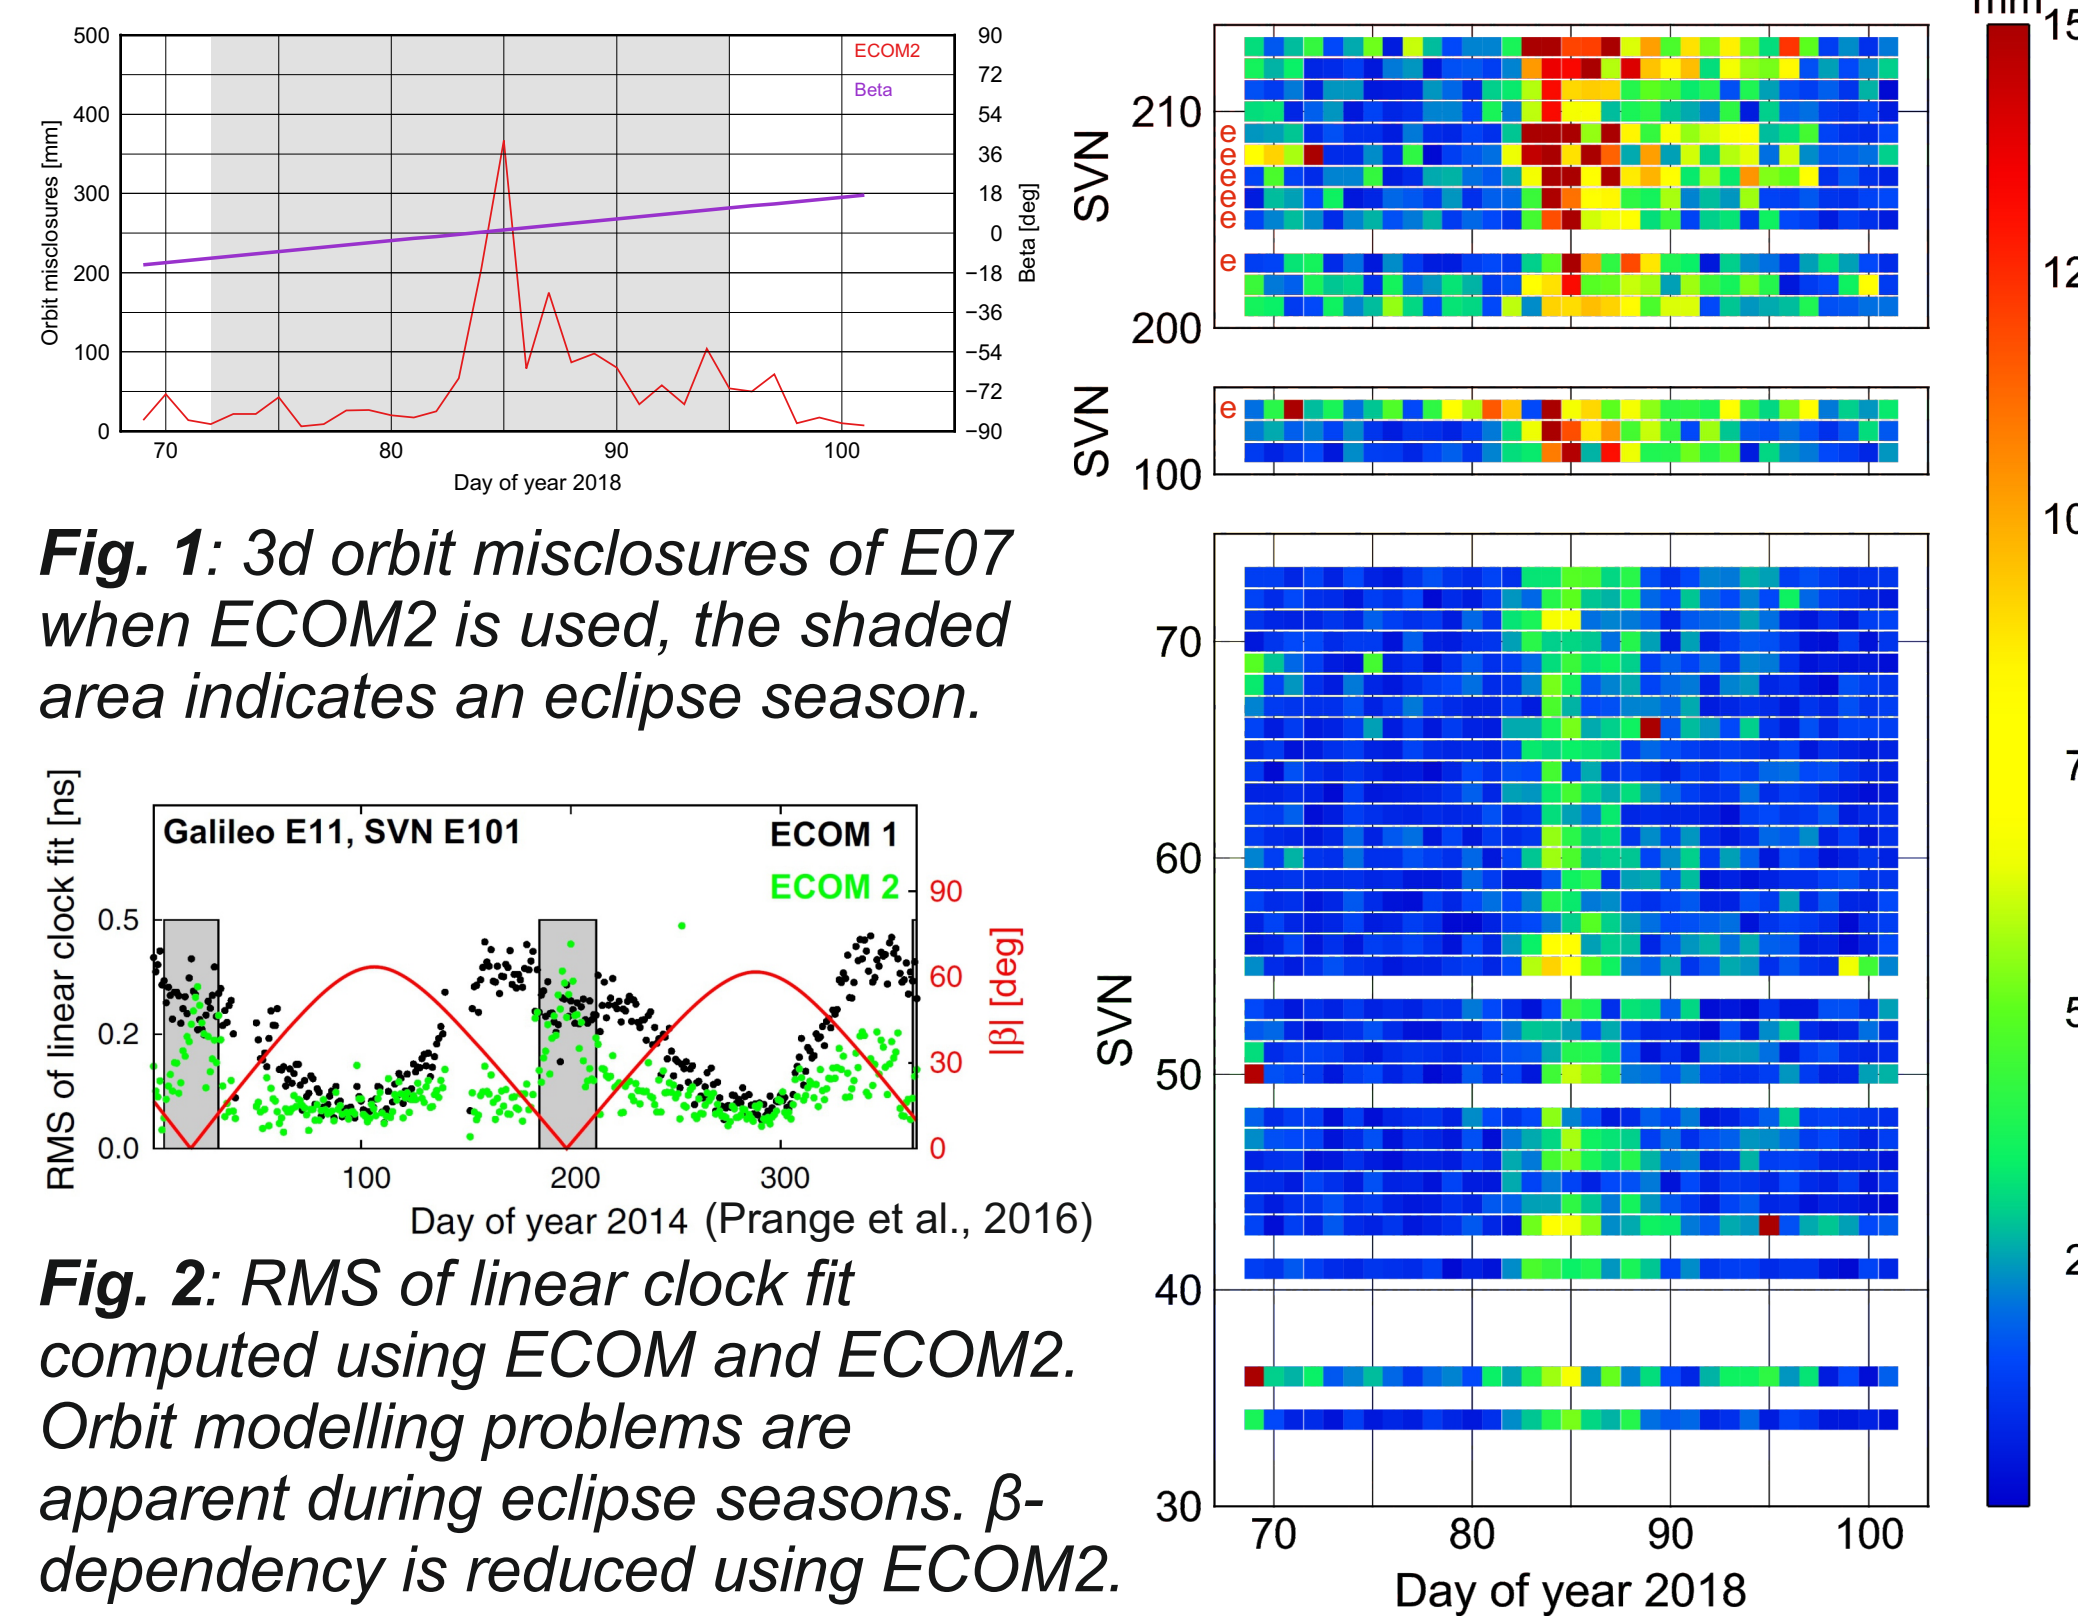 500
400
300
200
100
0
90
72
54
36
18
0
−18
−36
−54
−72
−90
ECOM2
Beta
Orbit misclosures [mm]
Beta [deg]
70 80 90 100
Day of year 2018
Fig. 1: 3d orbit misclosures of E07
when ECOM2 is used, the shaded
area indicates an eclipse season.
RMS of linear clock fit [ns]
Galileo E11, SVN E101
ECOM 1
ECOM 2
0.5
0.2
0.0
90
60
30
0
|β| [deg]
100 200 300
Day of year 2014 (Prange et al., 2016)
Fig. 2: RMS of linear clock fit
computed using ECOM and ECOM2.
Orbit modelling problems are
apparent during eclipse seasons. β-
dependency is reduced using ECOM2.
SVN
210
200
e
e
e
e
e
e
SVN
100
e
SVN
70
60
50
40
30
70 80 90 100
Day of year 2018
mm